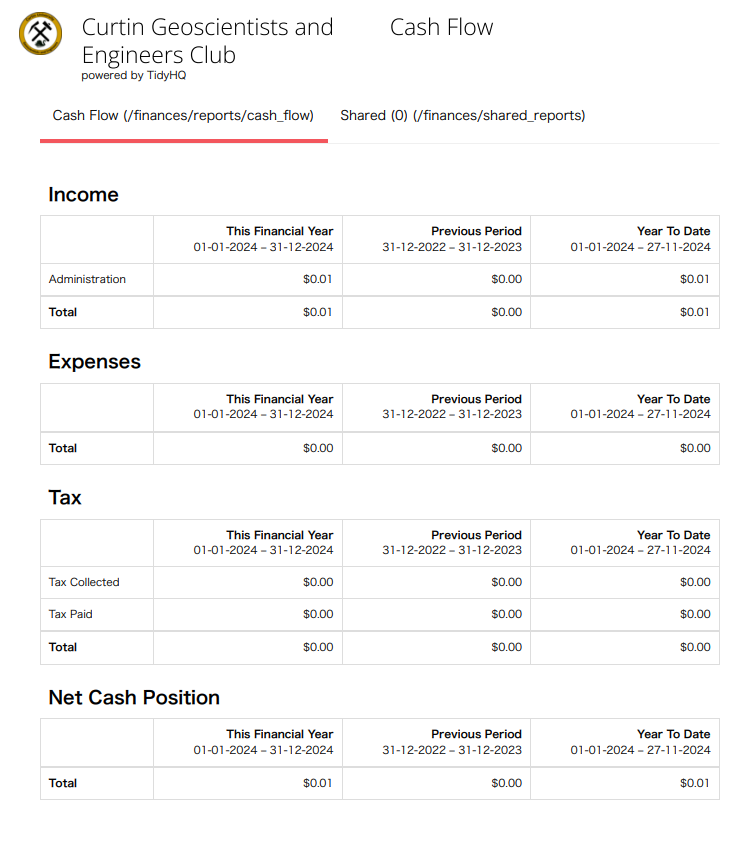 Curtin Geoscientists and
Engineers Club
powered by TidyHQ
Cash Flow
Cash Flow (/finances/reports/cash_flow) Shared (0) (/finances/shared_reports)
Income
This Financial Year Previous Period Year To Date
01-01-2024 – 31-12-2024 31-12-2022 – 31-12-2023 01-01-2024 – 27-11-2024
Administration $0.01 $0.00 $0.01
Total $0.01 $0.00 $0.01
Expenses
This Financial Year Previous Period Year To Date
01-01-2024 – 31-12-2024 31-12-2022 – 31-12-2023 01-01-2024 – 27-11-2024
Total $0.00 $0.00 $0.00
Tax
This Financial Year Previous Period Year To Date
01-01-2024 – 31-12-2024 31-12-2022 – 31-12-2023 01-01-2024 – 27-11-2024
Tax Collected $0.00 $0.00 $0.00
Tax Paid $0.00 $0.00 $0.00
Total $0.00 $0.00 $0.00
Net Cash Position
This Financial Year Previous Period Year To Date
01-01-2024 – 31-12-2024 31-12-2022 – 31-12-2023 01-01-2024 – 27-11-2024
Total $0.01 $0.00 $0.01